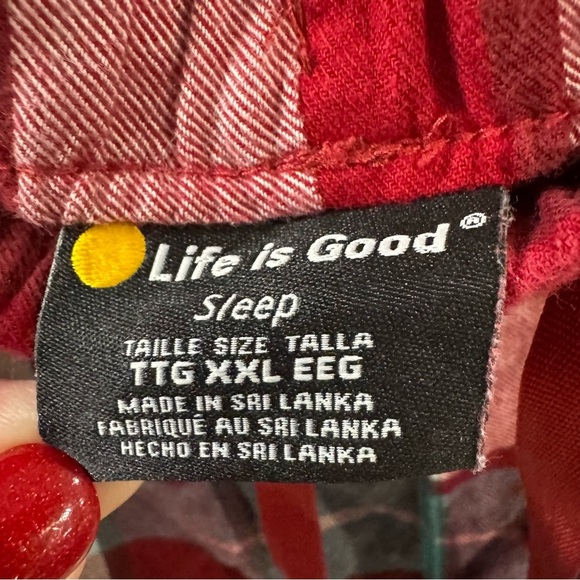 Life is Good®
Sleep
TAILLE SIZE TALLA
TTG XXL EEG
MADE IN SRI LANKA
FABRIQUÉ AU SRI LANKA
HECHO EN SRI LANKA